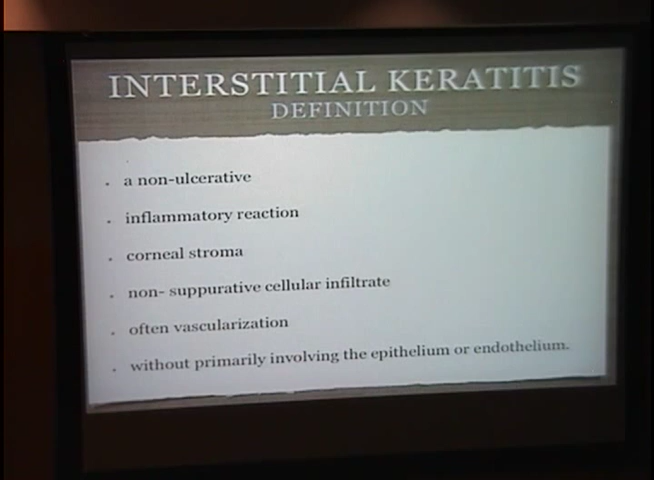 INTERSTITIAL KERATITIS
DEFINITION
• a non-ulcerative
• inflammatory reaction
• corneal stroma
• non- suppurative cellular infiltrate
• often vascularization
• without primarily involving the epithelium or endothelium.